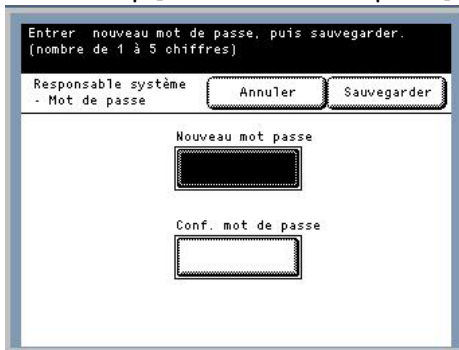 Entrer nouveau mot de passe, puis sauvegarder.
(nombre de 1 à 5 chiffres)
Responsable système
- Mot de passe
Annuler
Sauvegarder
Nouveau mot passe
Conf. mot de passe